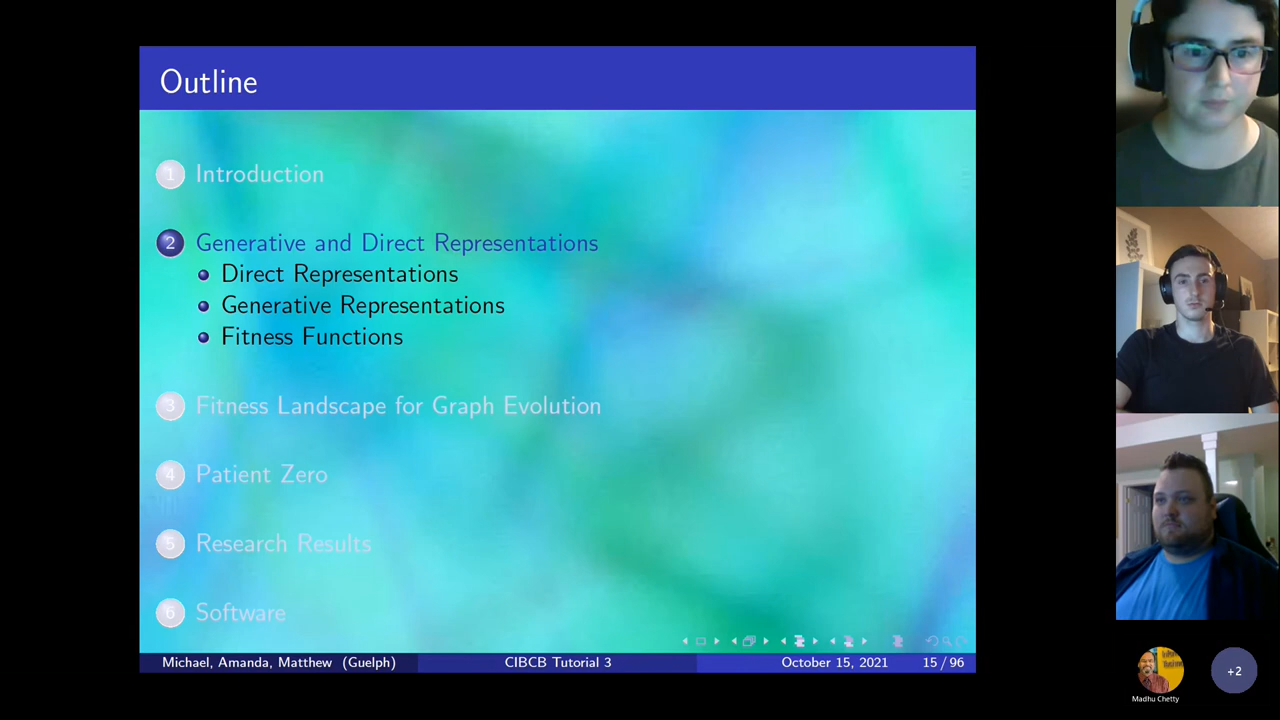 Outline
1 Introduction
2 Generative and Direct Representations
Direct Representations
Generative Representations
Fitness Functions
3 Fitness Landscape for Graph Evolution
4 Patient Zero
5 Research Results
6 Software
Michael, Amanda, Matthew (Guelph) CIBCB Tutorial 3 October 15, 2021 15 / 96
Madhu Chetty
+2